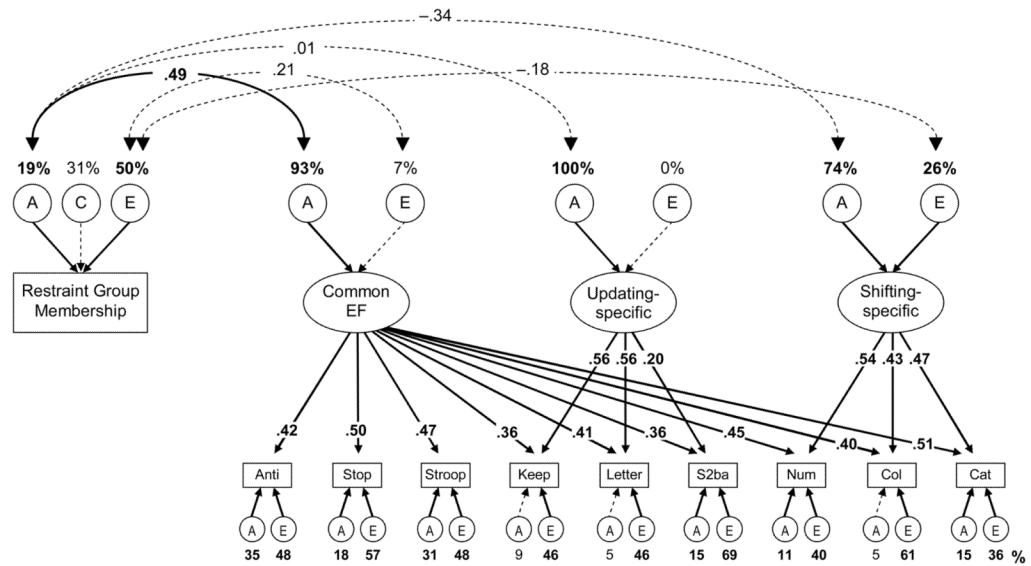 –.34
.01
.49
.21
–.18
19% 31% 50% 93% 7% 100% 0% 74% 26%
A C E A E A E A E
Restraint Group
Membership
Common
EF
Updating-
specific
Shifting-
specific
.56 .56 .20 .54 .43 .47
.42 .50 .47 .36 .41 .36 .45 .40 .51
Anti Stop Stroop Keep Letter S2ba Num Col Cat
A E A E A E A E A E A E A E A E A E
35 48 18 57 31 48 9 46 5 46 15 69 11 40 5 61 15 36 %